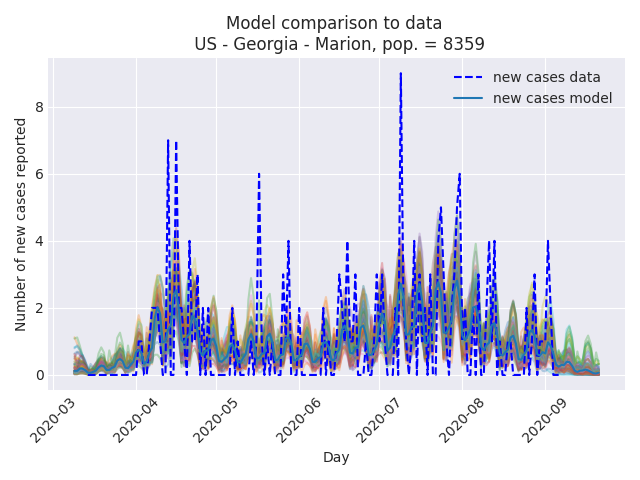 Model comparison to data
US - Georgia - Marion, pop. = 8359
new cases data
new cases model
Number of new cases reported
8
6
4
2
0
2020-03
2020-04
2020-05
2020-06
2020-07
2020-08
2020-09
Day